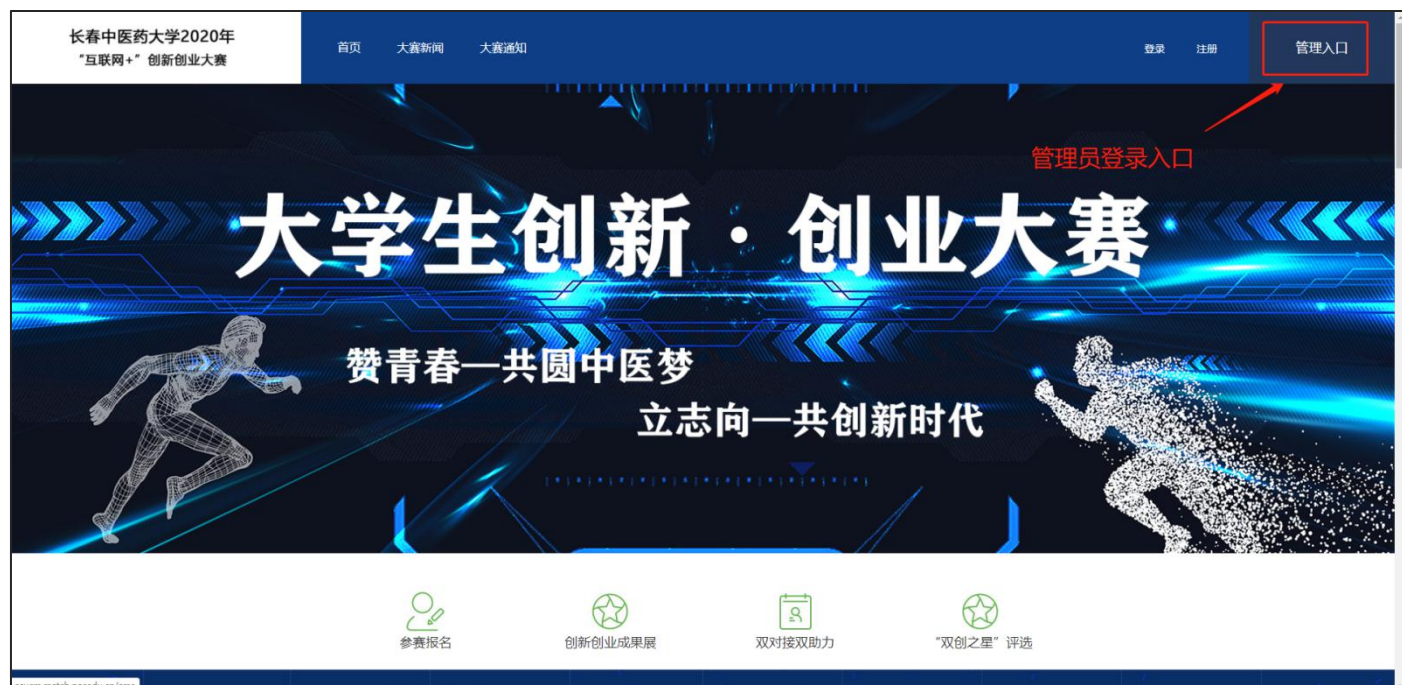 长春中医药大学2020年
“互联网+”创新创业大赛
首页 大赛新闻 大赛通知
登录 注册 管理入口
管理员登录入口
大学生创新·创业大赛
赞青春—共圆中医梦
立志向—共创新时代
参赛报名 创新创业成果展 双对接双助力 “双创之星”评选